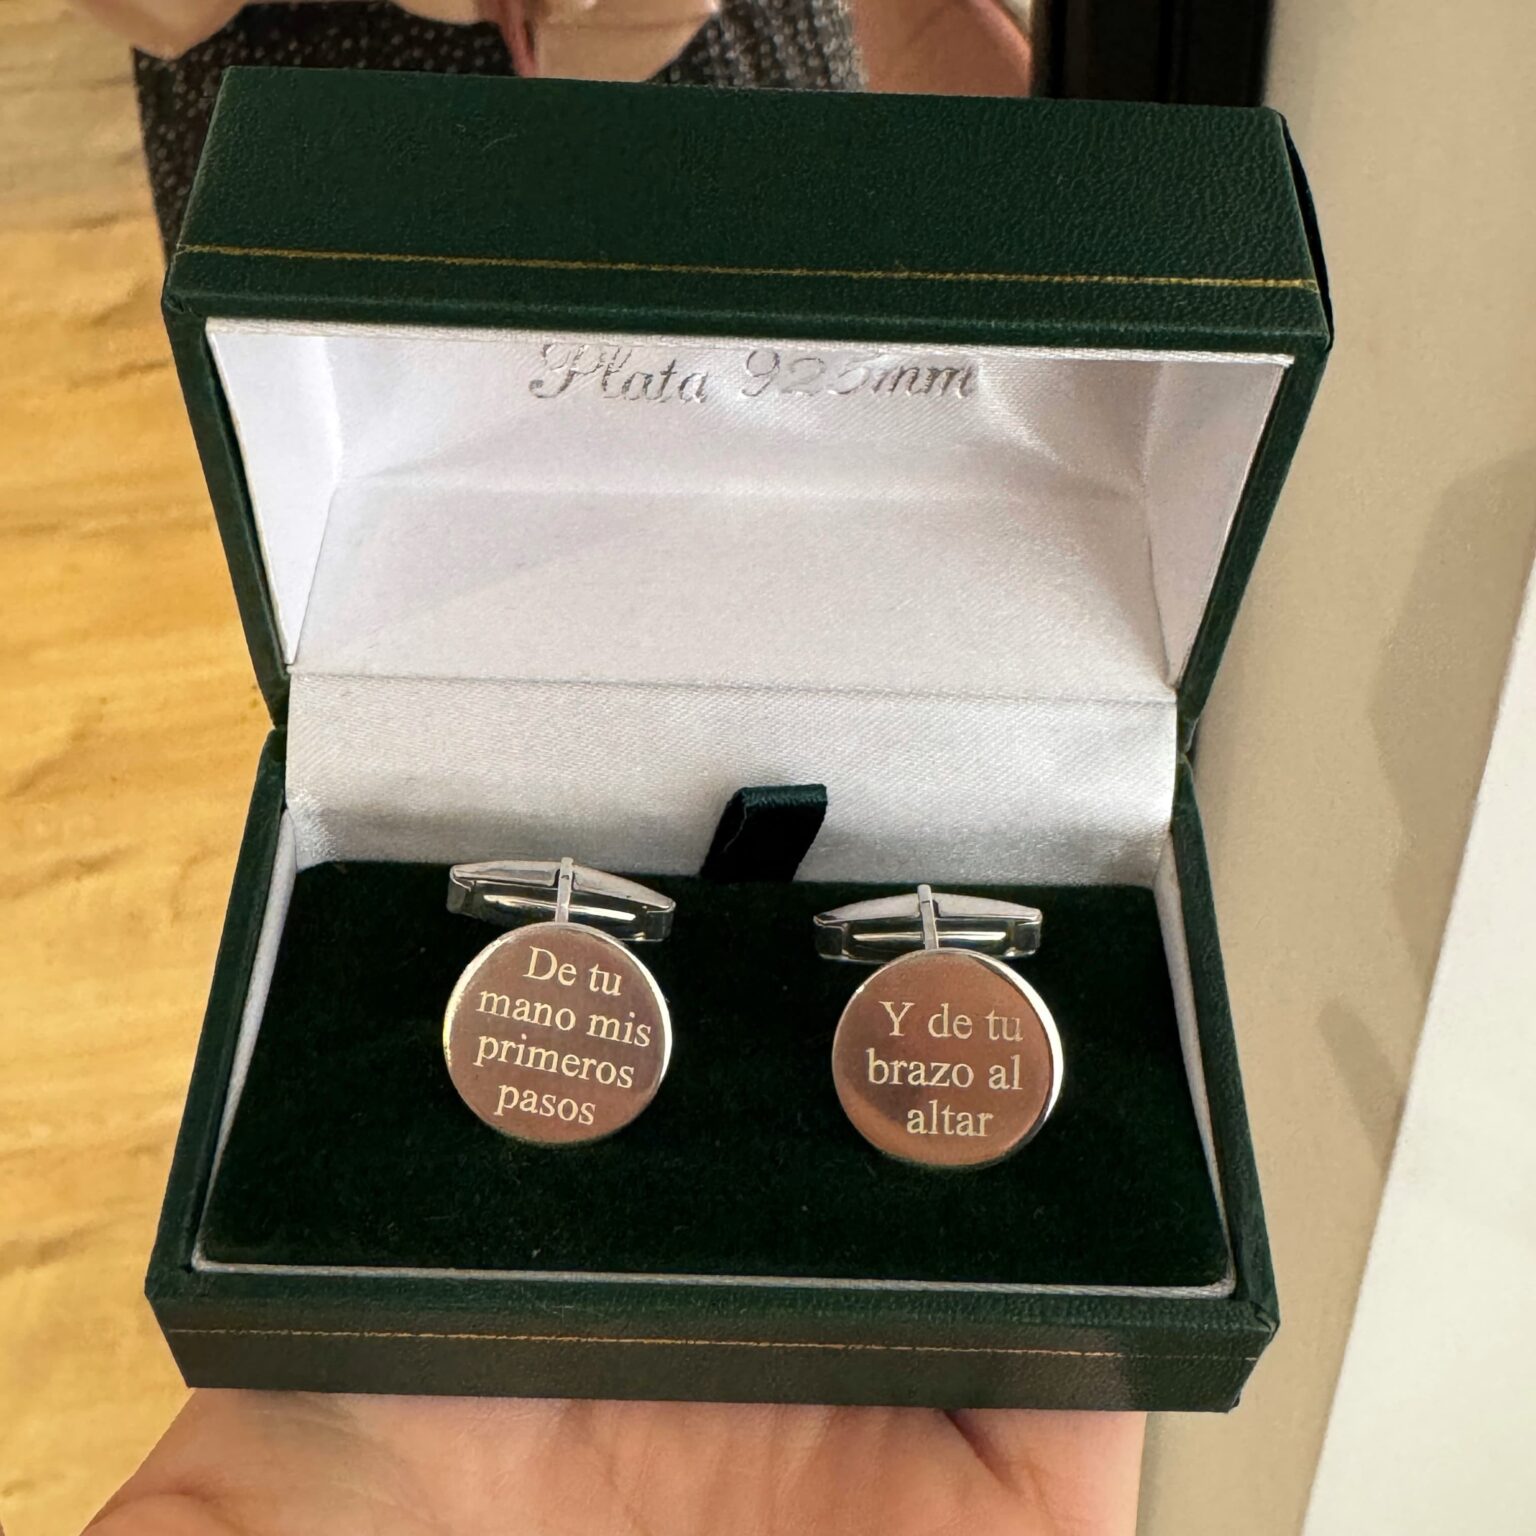 Plata 925mm
De tu
mano mis
primeros
pasos
Y de tu
brazo al
altar